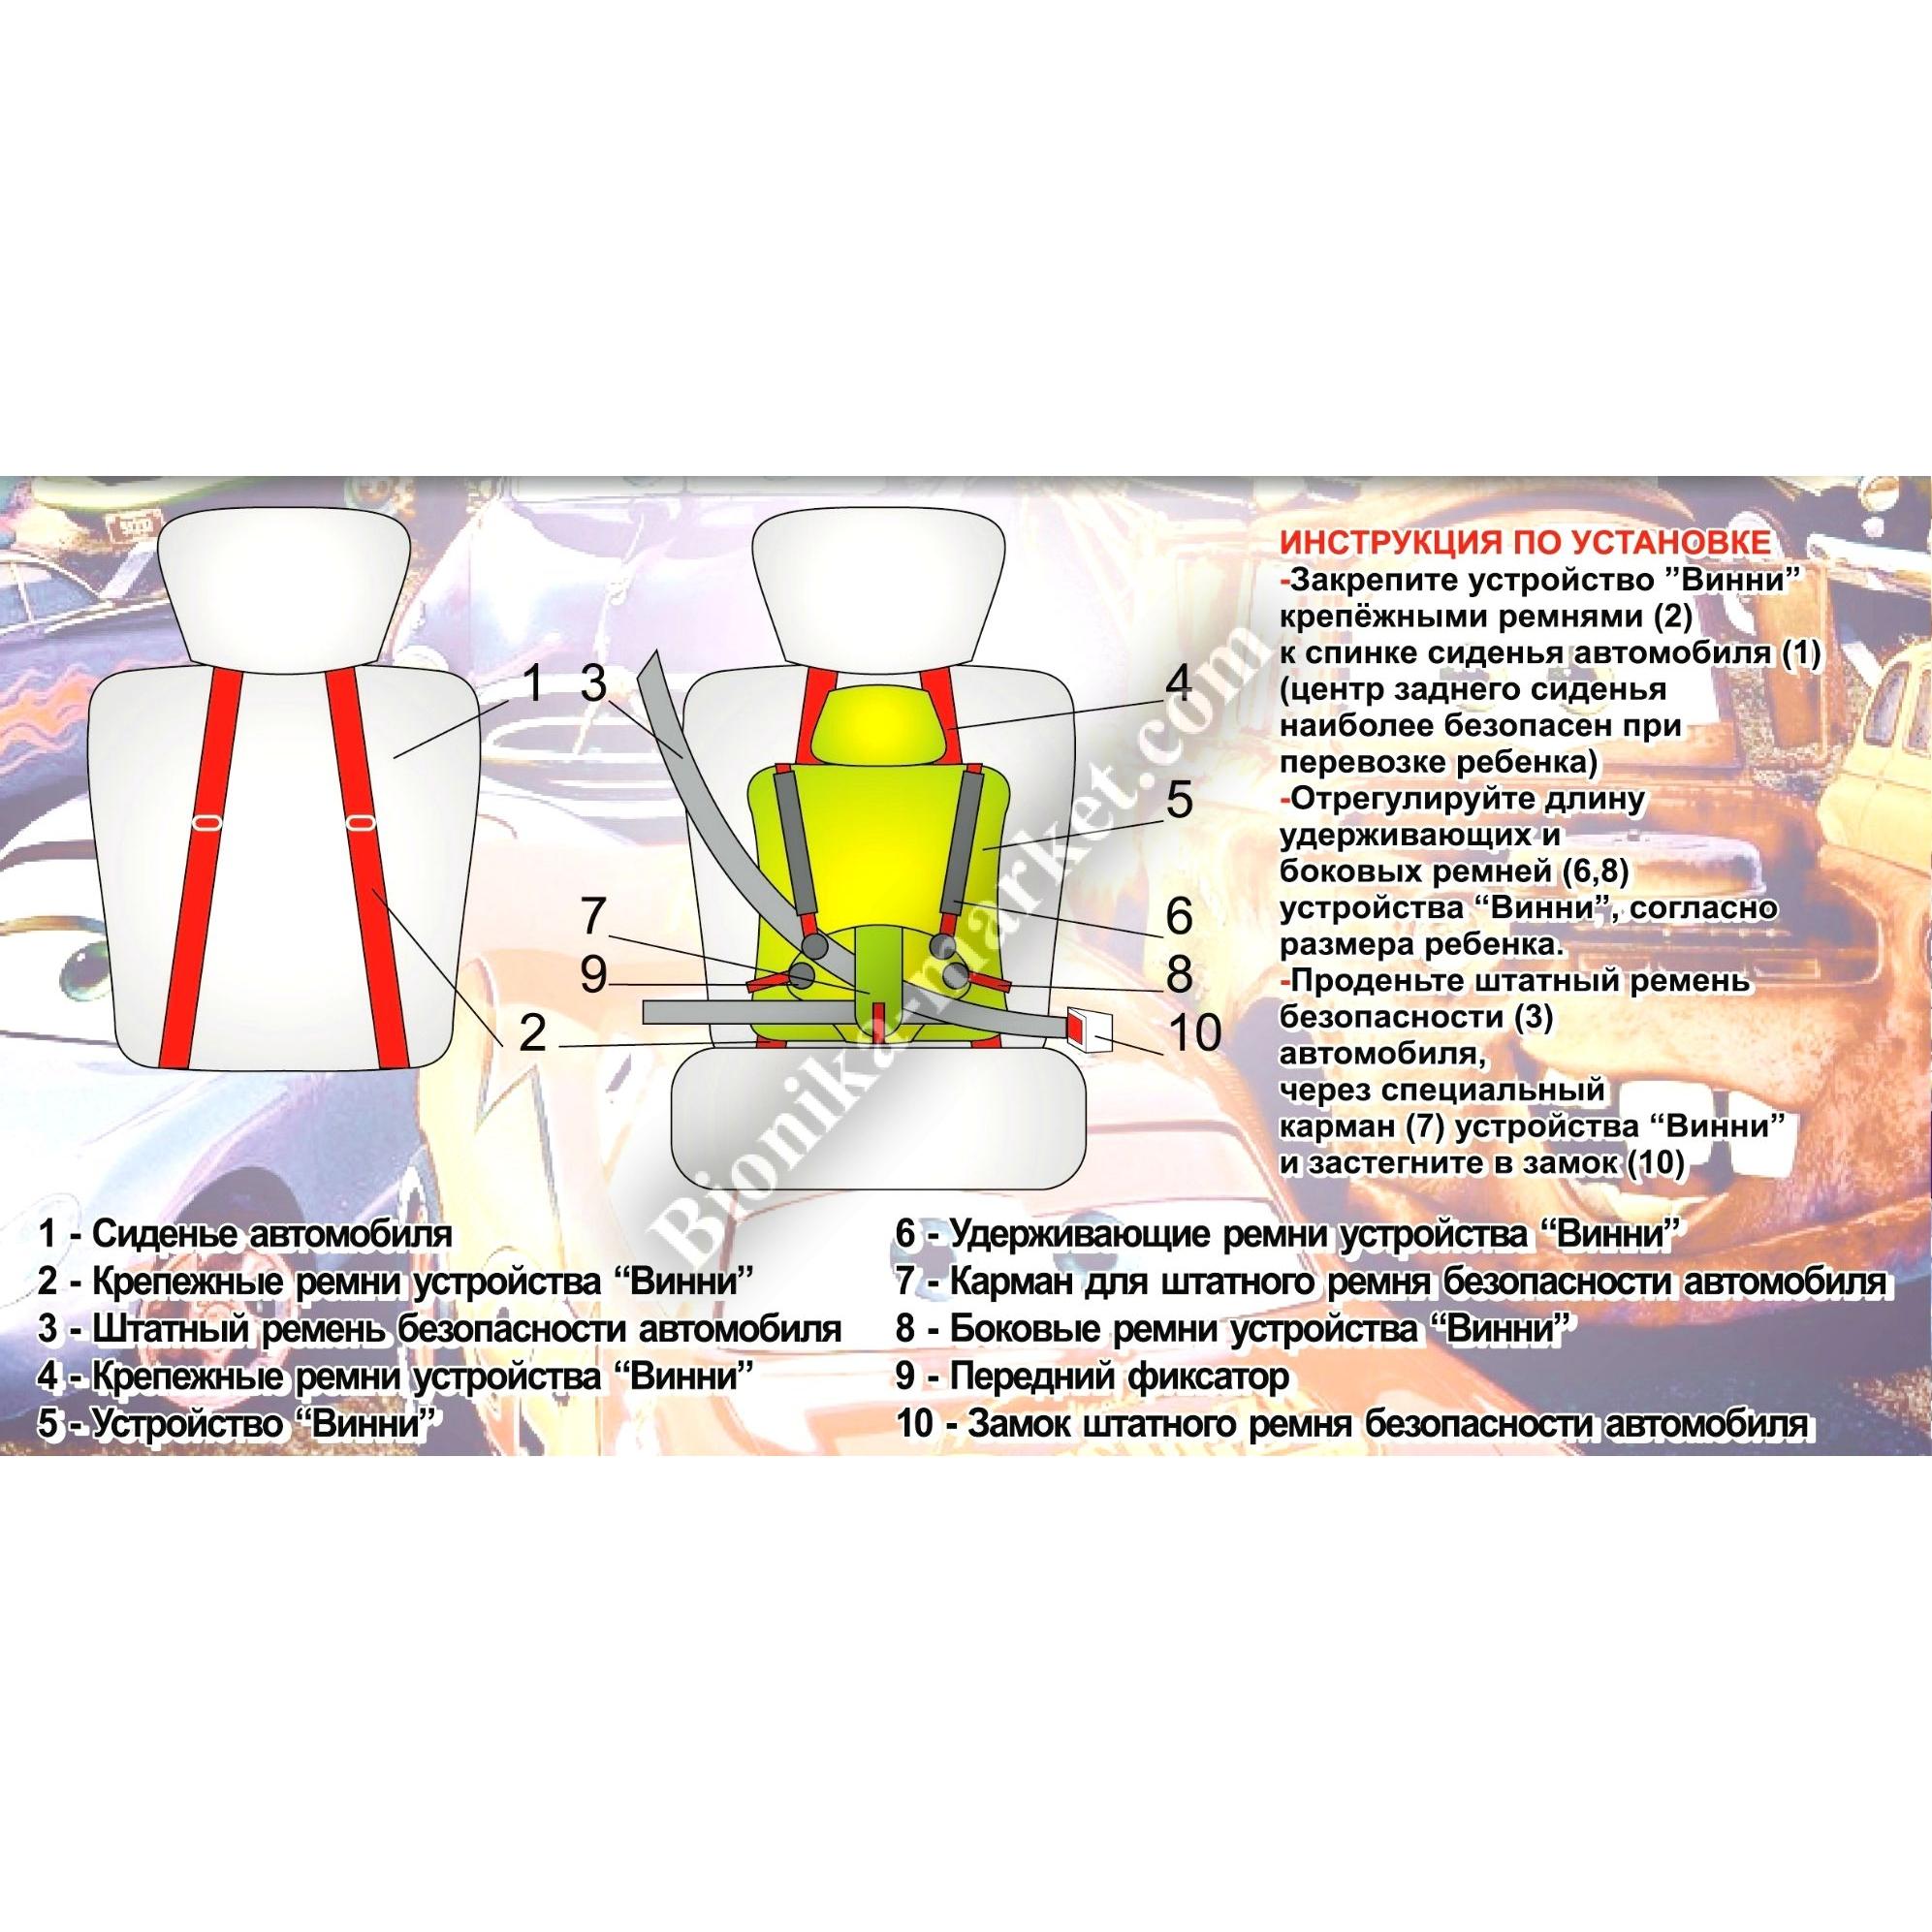 ИНСТРУКЦИЯ ПО УСТАНОВКЕ
-Закрепите устройство ”Винни”
крепёжными ремнями (2)
к спинке сиденья автомобиля (1)
(центр заднего сиденья
наиболее безопасен при
перевозке ребенка)
-Отрегулируйте длину
удерживающих и
боковых ремней (6,8)
устройства “Винни”, согласно
размера ребенка.
-Проденьте штатный ремень
безопасности (3)
автомобиля,
через специальный
карман (7) устройства “Винни”
и застегните в замок (10)
1
3
4
5
7
6
9
8
2
10
Bionika-market.com
1 - Сиденье автомобиля
2 - Крепежные ремни устройства “Винни”
3 - Штатный ремень безопасности автомобиля
4 - Крепежные ремни устройства “Винни”
5 - Устройство “Винни”
6 - Удерживающие ремни устройства “Винни”
7 - Карман для штатного ремня безопасности автомобиля
8 - Боковые ремни устройства “Винни”
9 - Передний фиксатор
10 - Замок штатного ремня безопасности автомобиля